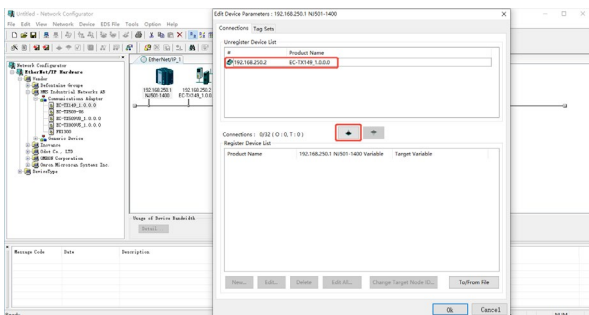 Untitled - Network Configurator
File Edit View Network Device EDS File Tools Option Help
Network Configurator
EtherNet/IP Hardware
Vendor
HMS Industrial Networks AB
Communications Adapter
EC-TX149_1.0.0.0
Generic Device
OMRON Corporation
Omron Microscan Systems Inc.
DeviceType
EtherNet/IP_1
192.168.250.1
NJ501-1400
192.168.250.2
EC-TX149_1.0.0
Usage of Device Bandwidth
Detail...
Message Code Date Description
Ready
NUM
Edit Device Parameters : 192.168.250.1 NJ501-1400
Connections Tag Sets
Unregister Device List
# Product Name
192.168.250.2 EC-TX149_1.0.0.0
Connections : 0/32 ( O : 0, T : 0 )
Register Device List
Product Name 192.168.250.1 NJ501-1400 Variable Target Variable
New... Edit... Delete Edit All... Change Target Node ID... To/From File
Ok Cancel